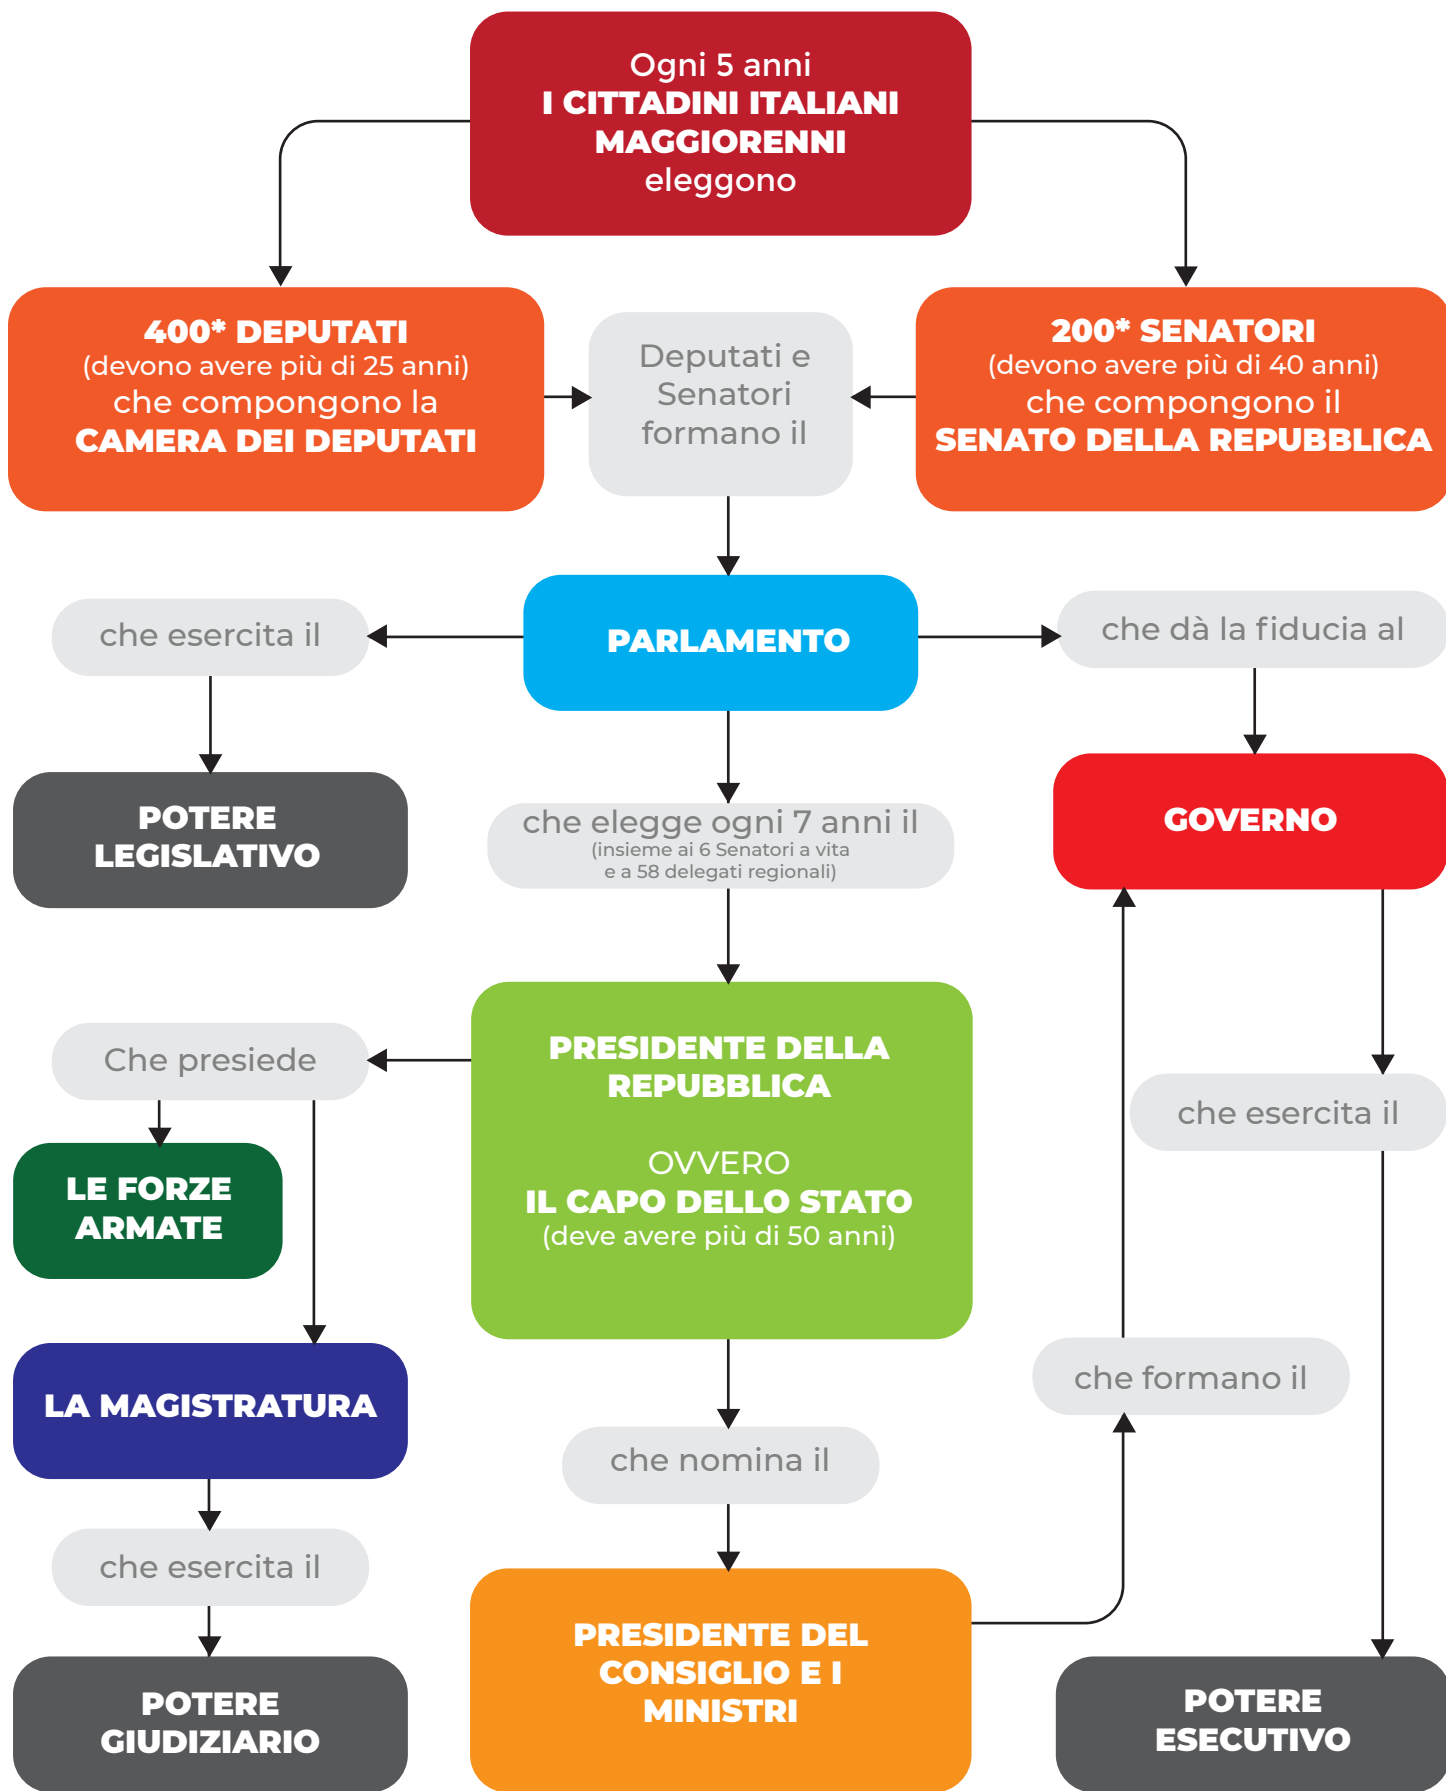 Ogni 5 anni
I CITTADINI ITALIANI
MAGGIORENNI
eleggono
400* DEPUTATI
(devono avere più di 25 anni)
che compongono la
CAMERA DEI DEPUTATI
Deputati e
Senatori
formano il
200* SENATORI
(devono avere più di 40 anni)
che compongono il
SENATO DELLA REPUBBLICA
che esercita il
PARLAMENTO
che dà la fiducia al
POTERE
LEGISLATIVO
che elegge ogni 7 anni il
(insieme ai 6 Senatori a vita
e a 58 delegati regionali)
GOVERNO
Che presiede
PRESIDENTE DELLA
REPUBBLICA
OVVERO
IL CAPO DELLO STATO
(deve avere più di 50 anni)
che esercita il
LE FORZE
ARMATE
LA MAGISTRATURA
che nomina il
che formano il
che esercita il
POTERE
GIUDIZIARIO
PRESIDENTE DEL
CONSIGLIO E I
MINISTRI
POTERE
ESECUTIVO